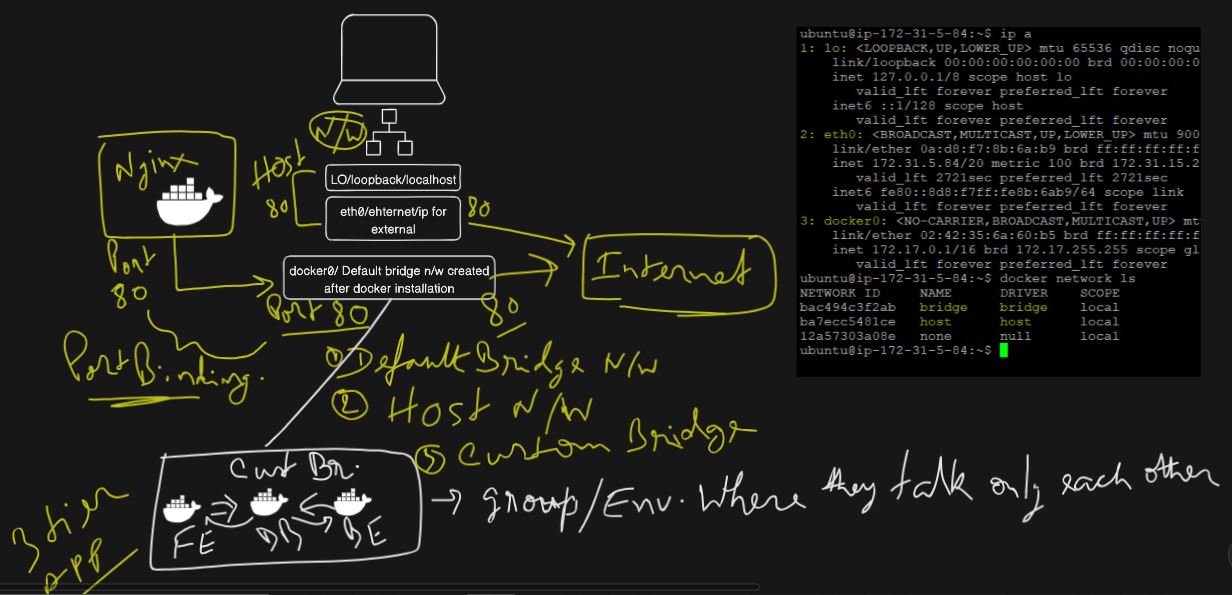 N/W
Host
80
LO/loopback/localhost
eth0/ehternet/ip for
external
80
Nginx
Port
80
docker0/ Default bridge n/w created
after docker installation
Port 80
80
Internet
Port Binding.
① Default Bridge N/W
② Host N/W
③ Custom Bridge
Cust Br.
FE DB BE
3 tier
app
→ group/Env. Where they talk only each other
ubuntu@ip-172-31-5-84:~$ ip a
1: lo: <LOOPBACK,UP,LOWER_UP> mtu 65536 qdisc noqu
link/loopback 00:00:00:00:00:00 brd 00:00:00:0
inet 127.0.0.1/8 scope host lo
valid_lft forever preferred_lft forever
inet6 ::1/128 scope host
valid_lft forever preferred_lft forever
2: eth0: <BROADCAST,MULTICAST,UP,LOWER_UP> mtu 900
link/ether 0a:d8:f7:8b:6a:b9 brd ff:ff:ff:ff:f
inet 172.31.5.84/20 metric 100 brd 172.31.15.2
valid_lft 2721sec preferred_lft 2721sec
inet6 fe80::8d8:f7ff:fe8b:6ab9/64 scope link
valid_lft forever preferred_lft forever
3: docker0: <NO-CARRIER,BROADCAST,MULTICAST,UP> mt
link/ether 02:42:35:6a:60:b5 brd ff:ff:ff:ff:f
inet 172.17.0.1/16 brd 172.17.255.255 scope gl
valid_lft forever preferred_lft forever
ubuntu@ip-172-31-5-84:~$ docker network ls
NETWORK ID NAME DRIVER SCOPE
bac494c3f2ab bridge bridge local
ba7ecc5481ce host host local
12a57303a08e none null local
ubuntu@ip-172-31-5-84:~$